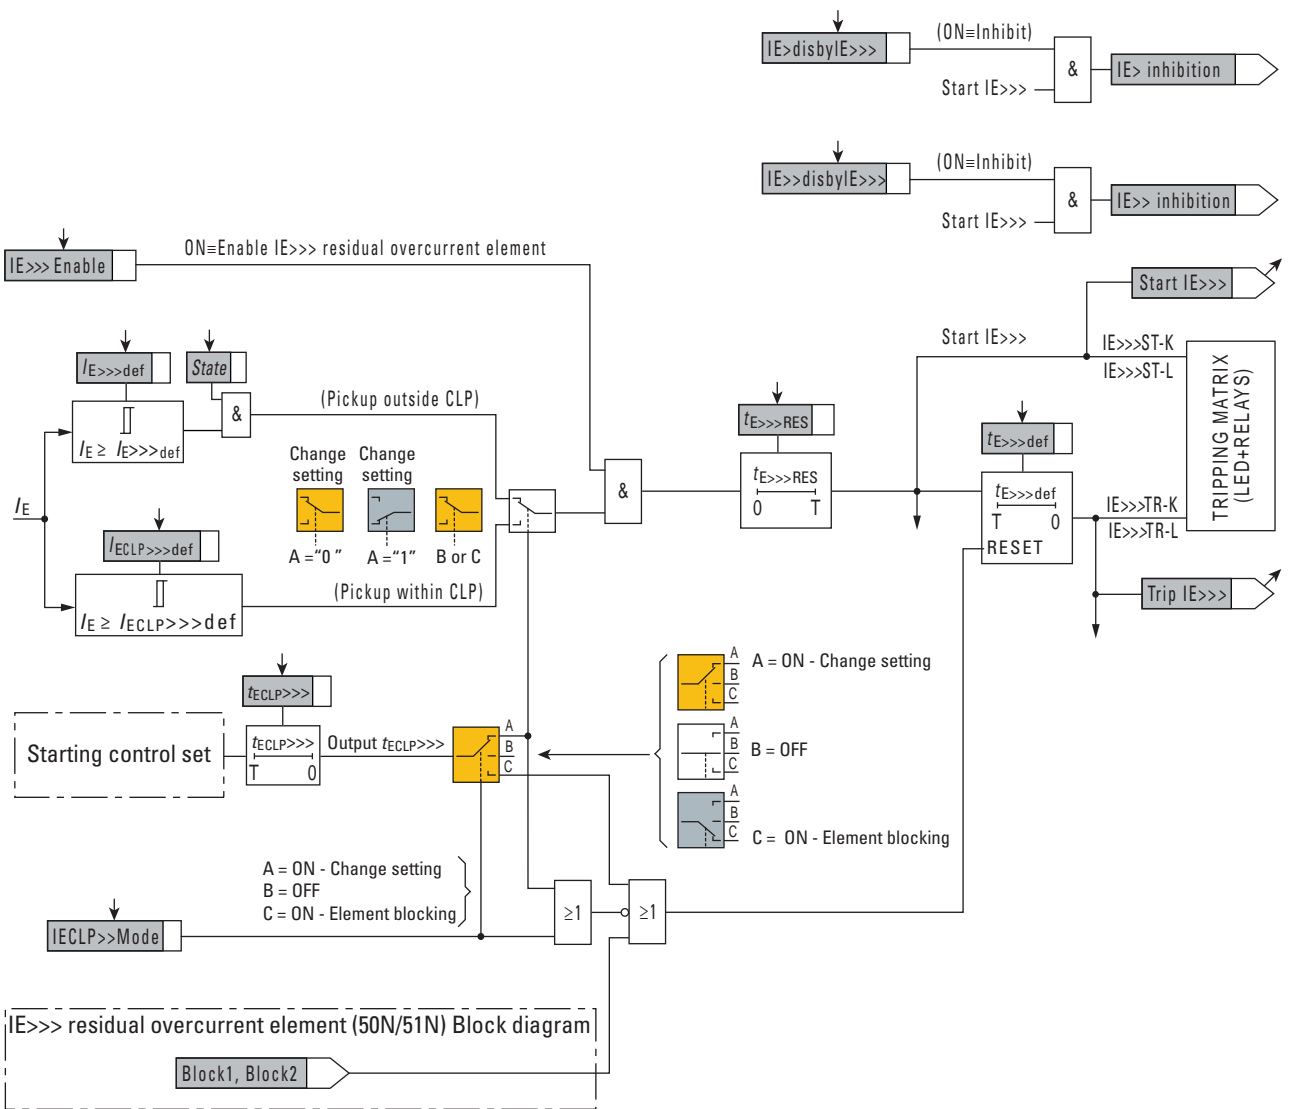 IE>disbyIE>>>
(ON≡Inhibit)
&
IE> inhibition
Start IE>>>
IE>>disbyIE>>>
(ON≡Inhibit)
&
IE>> inhibition
Start IE>>>
IE>>> Enable
ON≡Enable IE>>> residual overcurrent element
Start IE>>>
Start IE>>>
IE>>>ST-K
IE>>>ST-L
TRIPPING MATRIX
(LED+RELAYS)
IE>>>def
State
&
IE ≥ IE>>>def
(Pickup outside CLP)
Change
setting
Change
setting
A ="0 "
A ="1"
B or C
IE
IECLP>>>def
IE ≥ IECLP>>>def
(Pickup within CLP)
&
tE>>>RES
tE>>>RES
0 T
tE>>>def
tE>>>def
T 0
RESET
IE>>>TR-K
IE>>>TR-L
Trip IE>>>
tECLP>>>
Starting control set
tECLP>>>
T 0
Output tECLP>>>
A
B
C
A
B
C
A = ON - Change setting
A
B
C
B = OFF
A
B
C
C = ON - Element blocking
A = ON - Change setting
B = OFF
C = ON - Element blocking
IECLP>>Mode
≥1
≥1
IE>>> residual overcurrent element (50N/51N) Block diagram
Block1, Block2